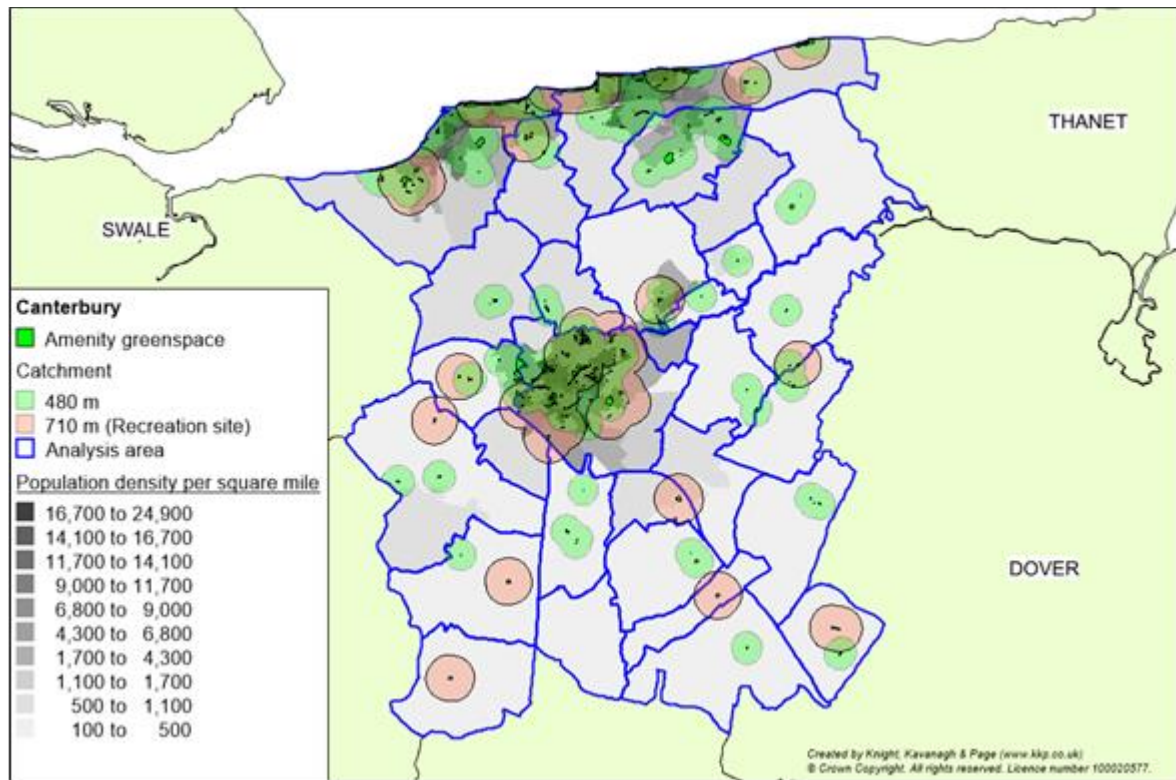 THANET
SWALE
Canterbury
Amenity greenspace
Catchment
480 m
710 m (Recreation site)
Analysis area
Population density per square mile
16,700 to 24,900
14,100 to 16,700
11,700 to 14,100
9,000 to 11,700
6,800 to 9,000
4,300 to 6,800
1,700 to 4,300
1,100 to 1,700
500 to 1,100
100 to 500
DOVER
Created by Knight, Kavanagh & Page (www.kkp.co.uk)
© Crown Copyright. All rights reserved. Licence number 100020577.